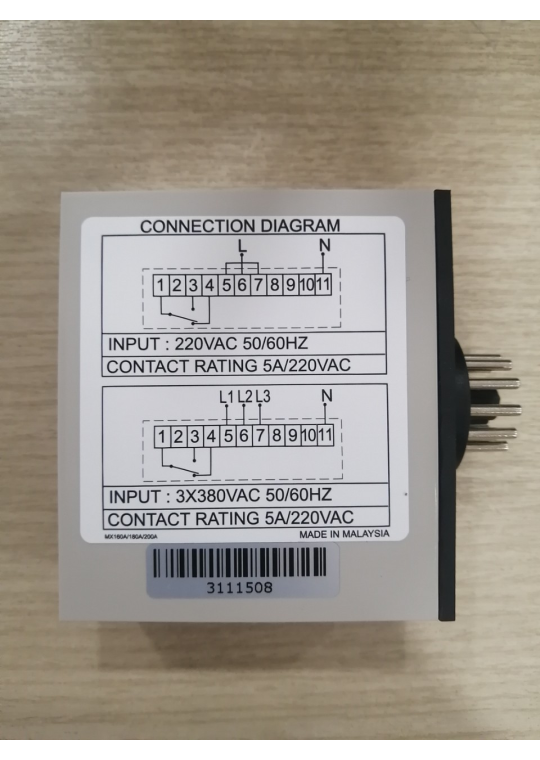 CONNECTION DIAGRAM
L N
1 2 3 4 5 6 7 8 9 10 11
INPUT : 220VAC 50/60HZ
CONTACT RATING 5A/220VAC
L1 L2 L3 N
1 2 3 4 5 6 7 8 9 10 11
INPUT : 3X380VAC 50/60HZ
CONTACT RATING 5A/220VAC
MX160A/180A/200A MADE IN MALAYSIA
3111508